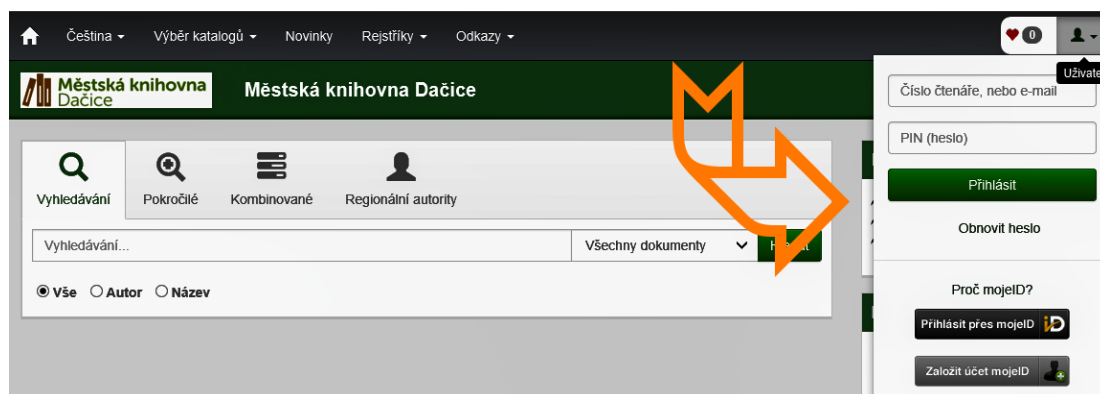 Čeština
Výběr katalogů
Novinky
Rejstříky
Odkazy
0
Městská knihovna
Dačice
Městská knihovna Dačice
Vyhledávání
Pokročilé
Kombinované
Regionální autority
Vyhledávání...
Všechny dokumenty
Vše
Autor
Název
Číslo čtenáře, nebo e-mail
PIN (heslo)
Přihlásit
Obnovit heslo
Proč mojeID?
Přihlásit přes mojeID
Založit účet mojeID